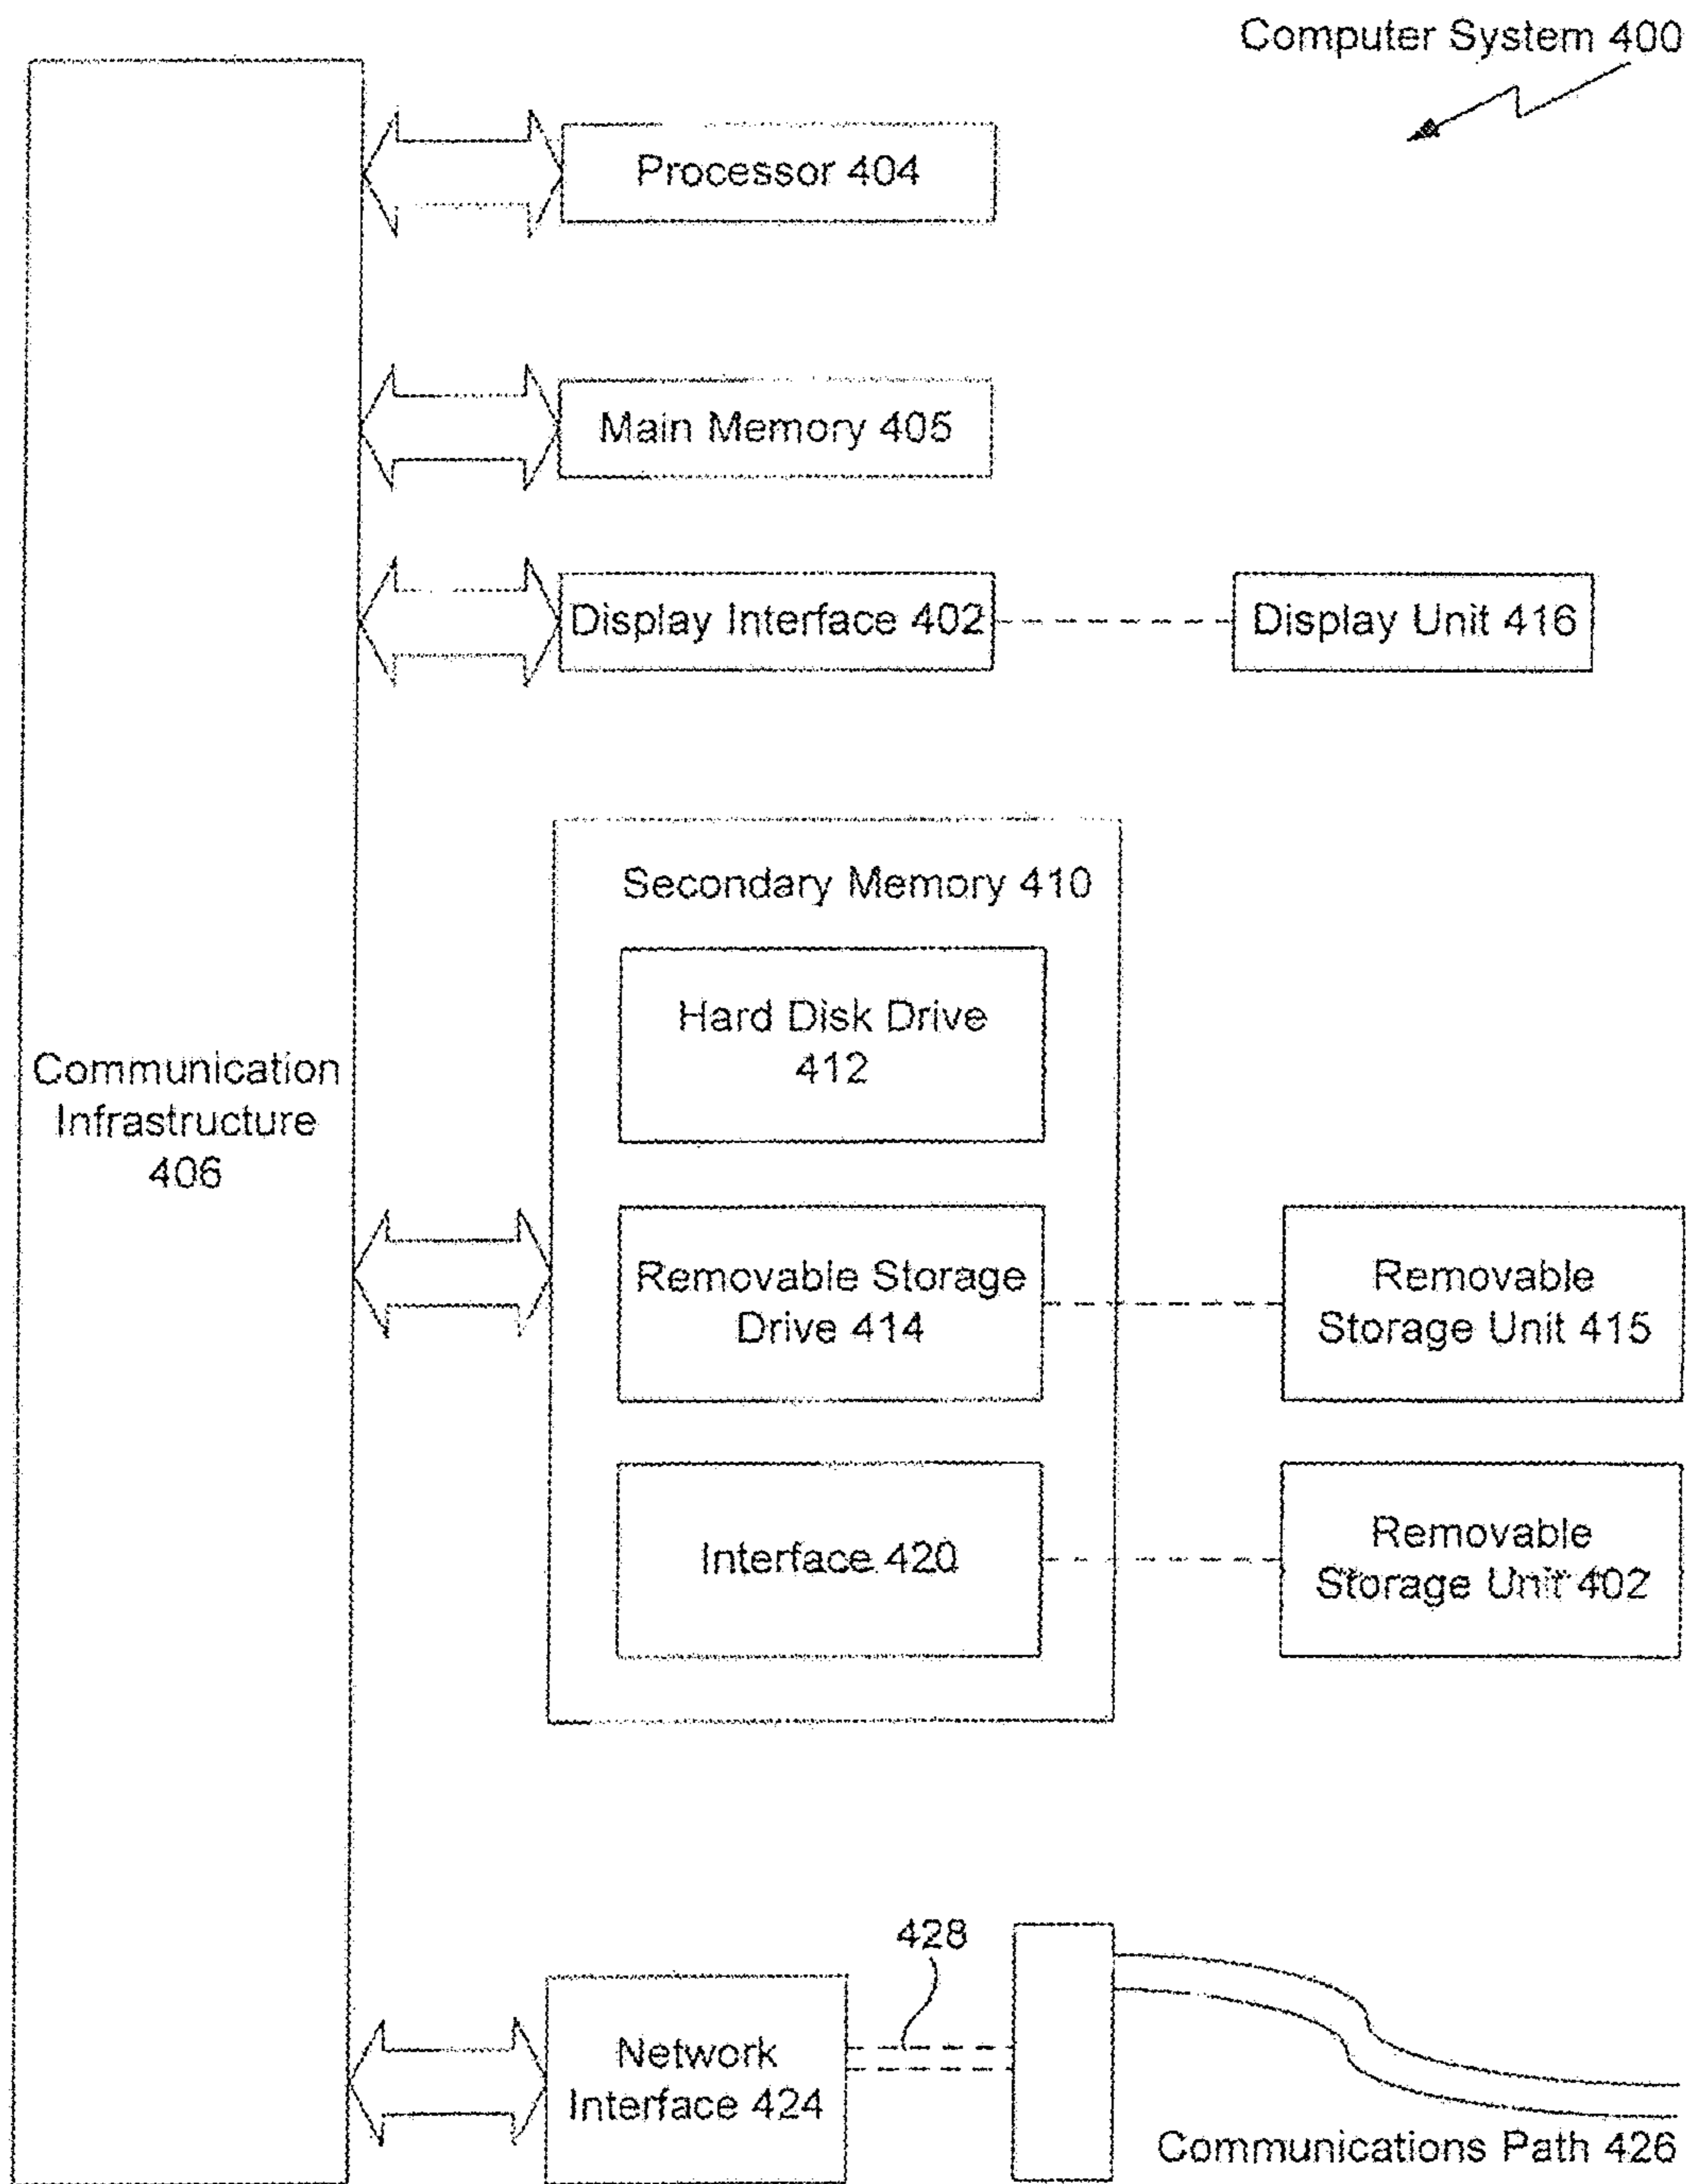 Computer System 400
Processor 404
Main Memory 405
Display Interface 402
Display Unit 416
Secondary Memory 410
Hard Disk Drive
412
Communication
Infrastructure
406
Removable Storage
Drive 414
Removable
Storage Unit 415
Interface 420
Removable
Storage Unit 402
428
Network
Interface 424
Communications Path 426